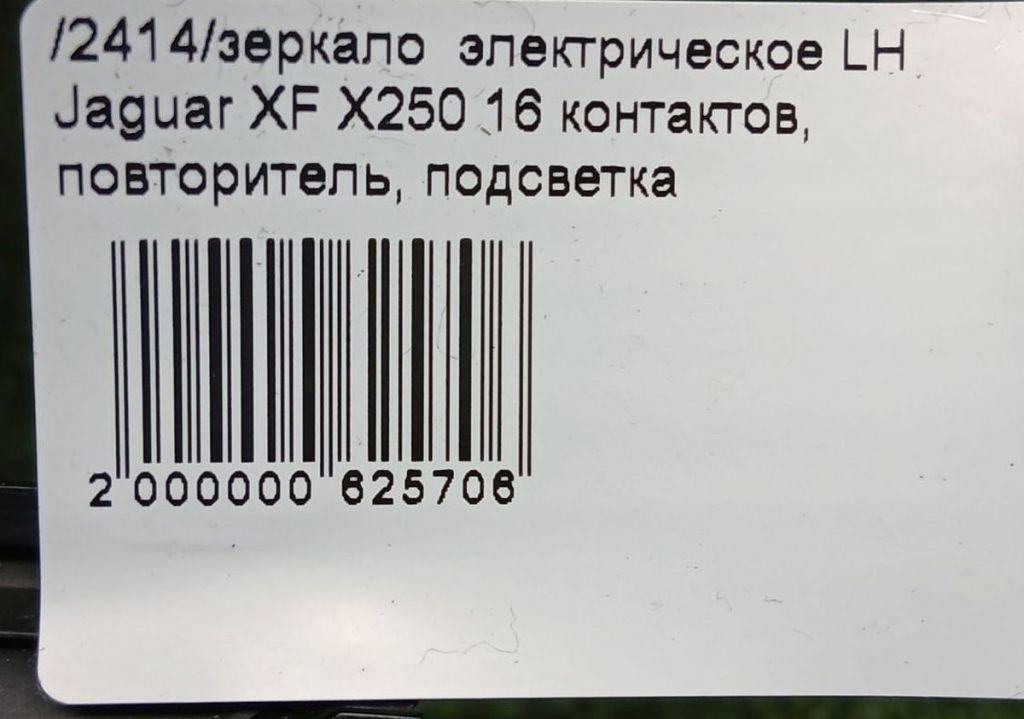 /2414/зеркало электрическое LH
Jaguar XF X250 16 контактов,
повторитель, подсветка
2 000000 625706